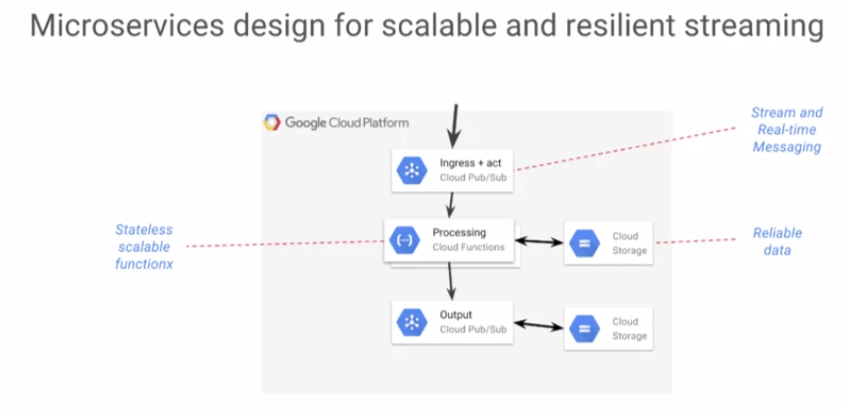 Microservices design for scalable and resilient streaming
Google Cloud Platform
Stream and
Real-time
Messaging
Ingress + act
Cloud Pub/Sub
Stateless
scalable
functionx
Processing
Cloud Functions
Cloud
Storage
Reliable
data
Output
Cloud Pub/Sub
Cloud
Storage